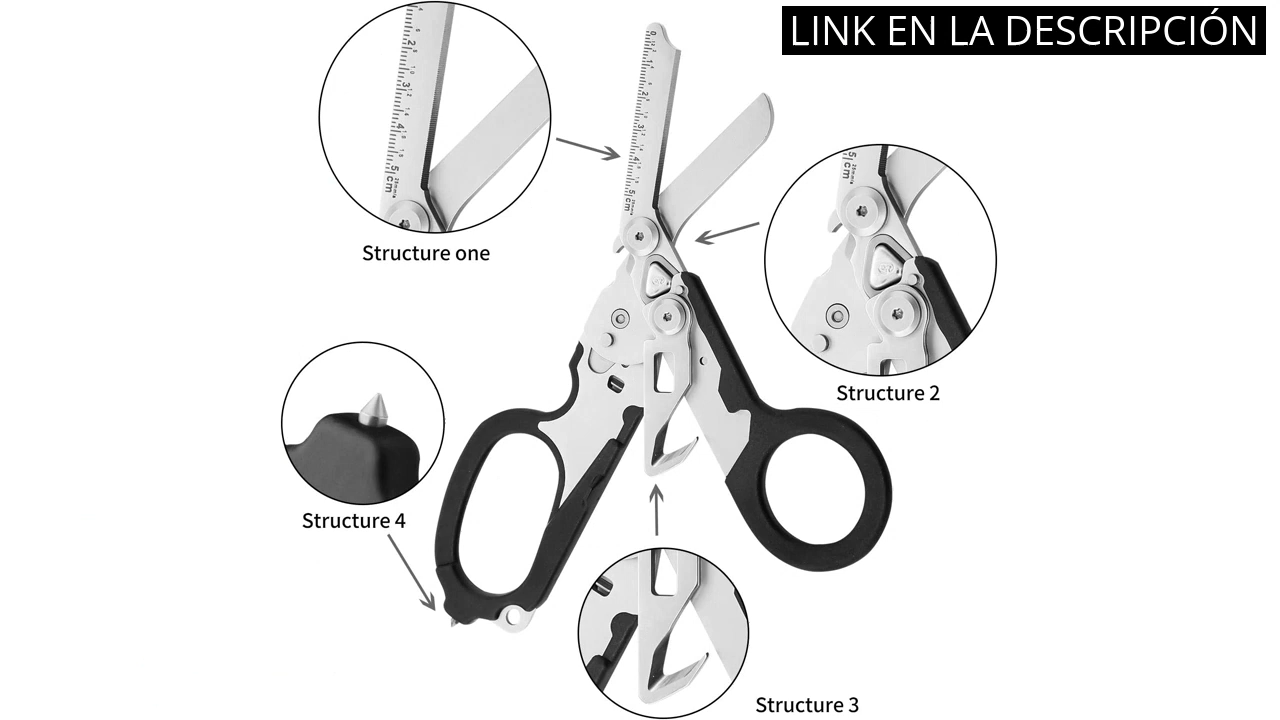 LINK EN LA DESCRIPCIÓN
Structure one
Structure 2
Structure 4
Structure 3